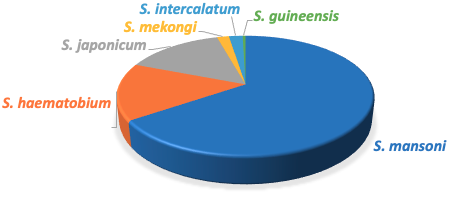 S. intercalatum
S. guineensis
S. mekongi
S. japonicum
S. haematobium
S. mansoni